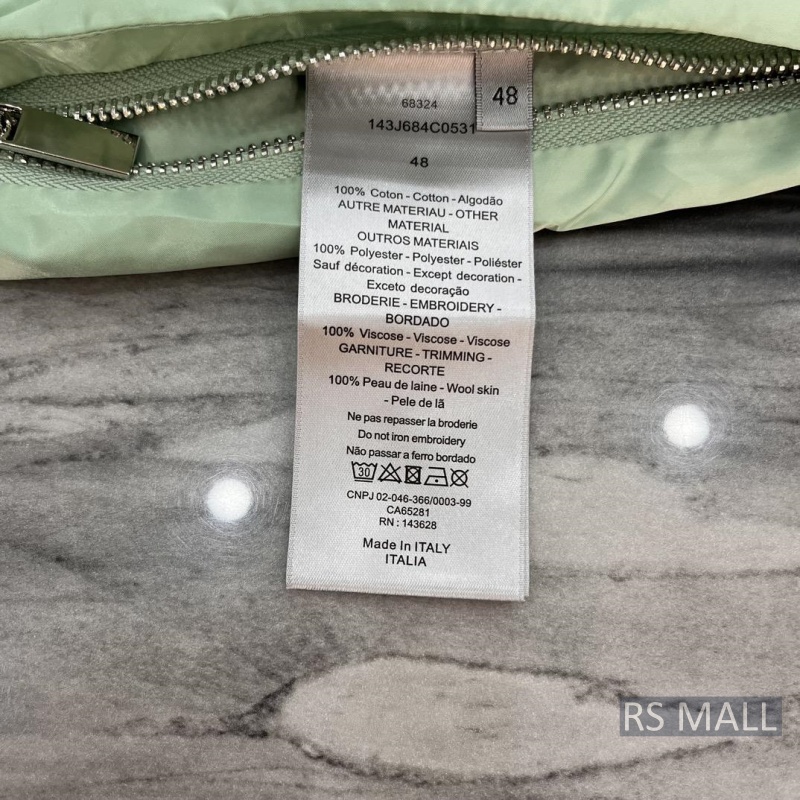 68324
48
143J684C0531
48
100% Coton - Cotton - Algodão
AUTRE MATERIAU - OTHER
MATERIAL
OUTROS MATERIAIS
100% Polyester - Polyester - Poliéster
Sauf décoration - Except decoration -
Exceto decoração
BRODERIE - EMBROIDERY -
BORDADO
100% Viscose - Viscose - Viscose
GARNITURE - TRIMMING -
RECORTE
100% Peau de laine - Wool skin
- Pele de lã
Ne pas repasser la broderie
Do not iron embroidery
Não passar a ferro bordado
30
CNPJ 02-046-366/0003-99
CA65281
RN : 143628
Made In ITALY
ITALIA
RS MALL